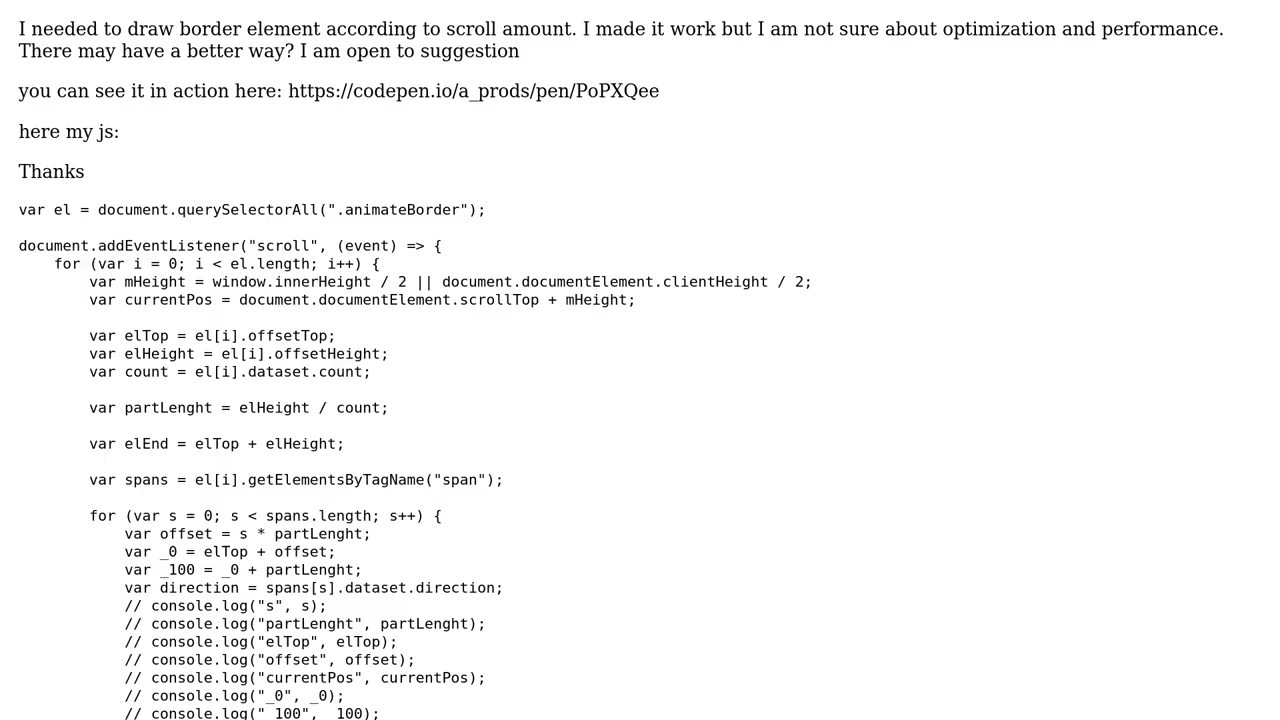 I needed to draw border element according to scroll amount. I made it work but I am not sure about optimization and performance.
There may have a better way? I am open to suggestion
you can see it in action here: https://codepen.io/a_prods/pen/PoPXQee
here my js:
Thanks
var el = document.querySelectorAll(".animateBorder");
document.addEventListener("scroll", (event) => {
    for (var i = 0; i < el.length; i++) {
        var mHeight = window.innerHeight / 2 || document.documentElement.clientHeight / 2;
        var currentPos = document.documentElement.scrollTop + mHeight;
        var elTop = el[i].offsetTop;
        var elHeight = el[i].offsetHeight;
        var count = el[i].dataset.count;
        var partLenght = elHeight / count;
        var elEnd = elTop + elHeight;
        var spans = el[i].getElementsByTagName("span");
        for (var s = 0; s < spans.length; s++) {
            var offset = s * partLenght;
            var _0 = elTop + offset;
            var _100 = _0 + partLenght;
            var direction = spans[s].dataset.direction;
            // console.log("s", s);
            // console.log("partLenght", partLenght);
            // console.log("elTop", elTop);
            // console.log("offset", offset);
            // console.log("currentPos", currentPos);
            // console.log("_0", _0);
            // console.log("_100", _100);